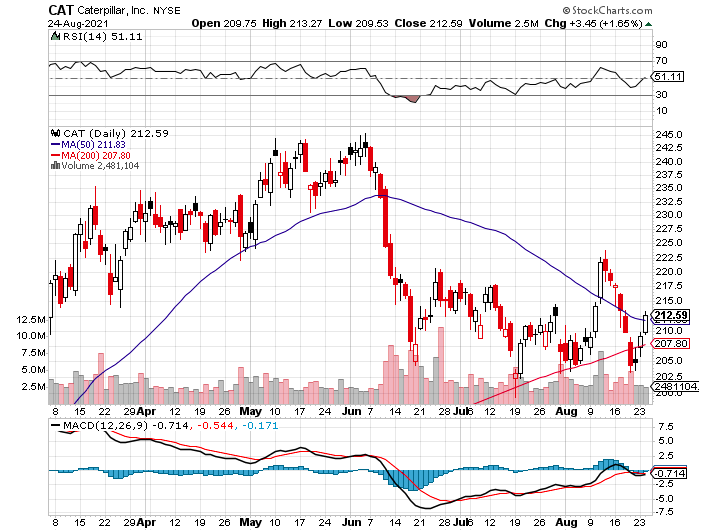 CAT Caterpillar, Inc. NYSE © StockCharts.com
24-Aug-2021 Open 209.75 High 213.27 Low 209.53 Close 212.59 Volume 2.5M Chg +3.45 (+1.65%)
RSI(14) 51.11
90
70
51.11
30
10
CAT (Daily) 212.59
MA(50) 211.83
MA(200) 207.80
Volume 2,481,104
245.0
242.5
240.0
237.5
235.0
232.5
230.0
227.5
225.0
222.5
220.0
217.5
215.0
212.59
210.0
207.80
205.0
202.5
2481104
200.0
12.5M
10.0M
7.5M
5.0M
2.5M
8 15 22 29 Apr 12 19 26 May 10 17 24 Jun 7 14 21 28 Jul 6 12 19 26 Aug 9 16 23
MACD(12,26,9) -0.714, -0.544, -0.171
7.5
5.0
2.5
-0.714
-2.5
-5.0
-7.5
8 15 22 29 Apr 12 19 26 May 10 17 24 Jun 7 14 21 28 Jul 6 12 19 26 Aug 9 16 23